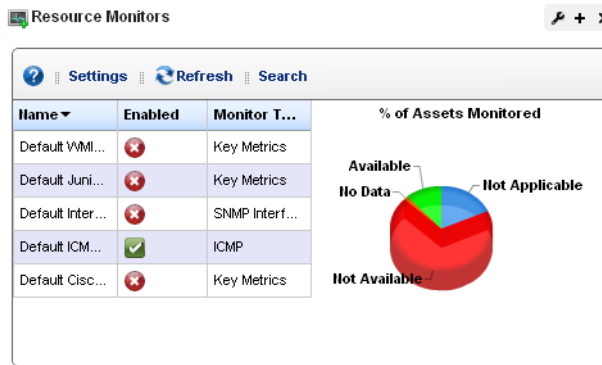 Resource Monitors
? Settings Refresh Search
Name Enabled Monitor T...
Default WMI... Key Metrics
Default Juni... Key Metrics
Default Inter... SNMP Interf...
Default ICM... ICMP
Default Cisc... Key Metrics
% of Assets Monitored
Available
No Data
Not Applicable
Not Available